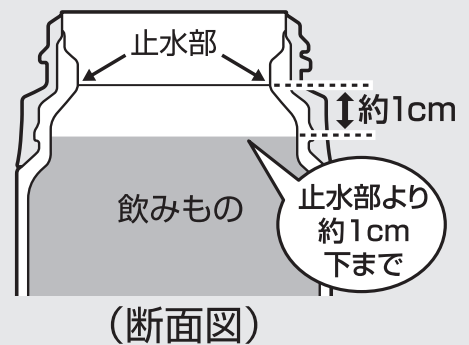 止水部
約1cm
飲みもの
止水部より
約1cm
下まで
（断面図）